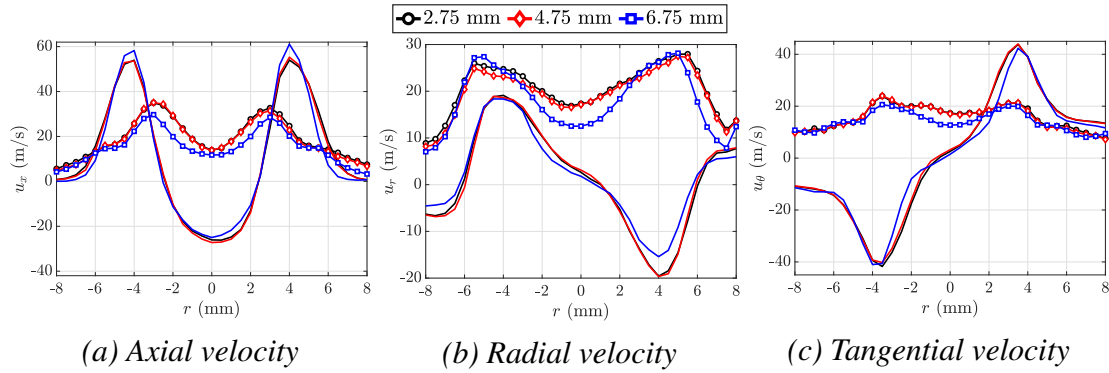 2.75 mm 4.75 mm 6.75 mm
60
40
20
0
-20
-40
-8 -6 -4 -2 0 2 4 6 8
u_x (m/s)
r (mm)
(a) Axial velocity
30
20
10
0
-10
-20
-8 -6 -4 -2 0 2 4 6 8
u_r (m/s)
r (mm)
(b) Radial velocity
40
20
0
-20
-40
-8 -6 -4 -2 0 2 4 6 8
u_θ (m/s)
r (mm)
(c) Tangential velocity